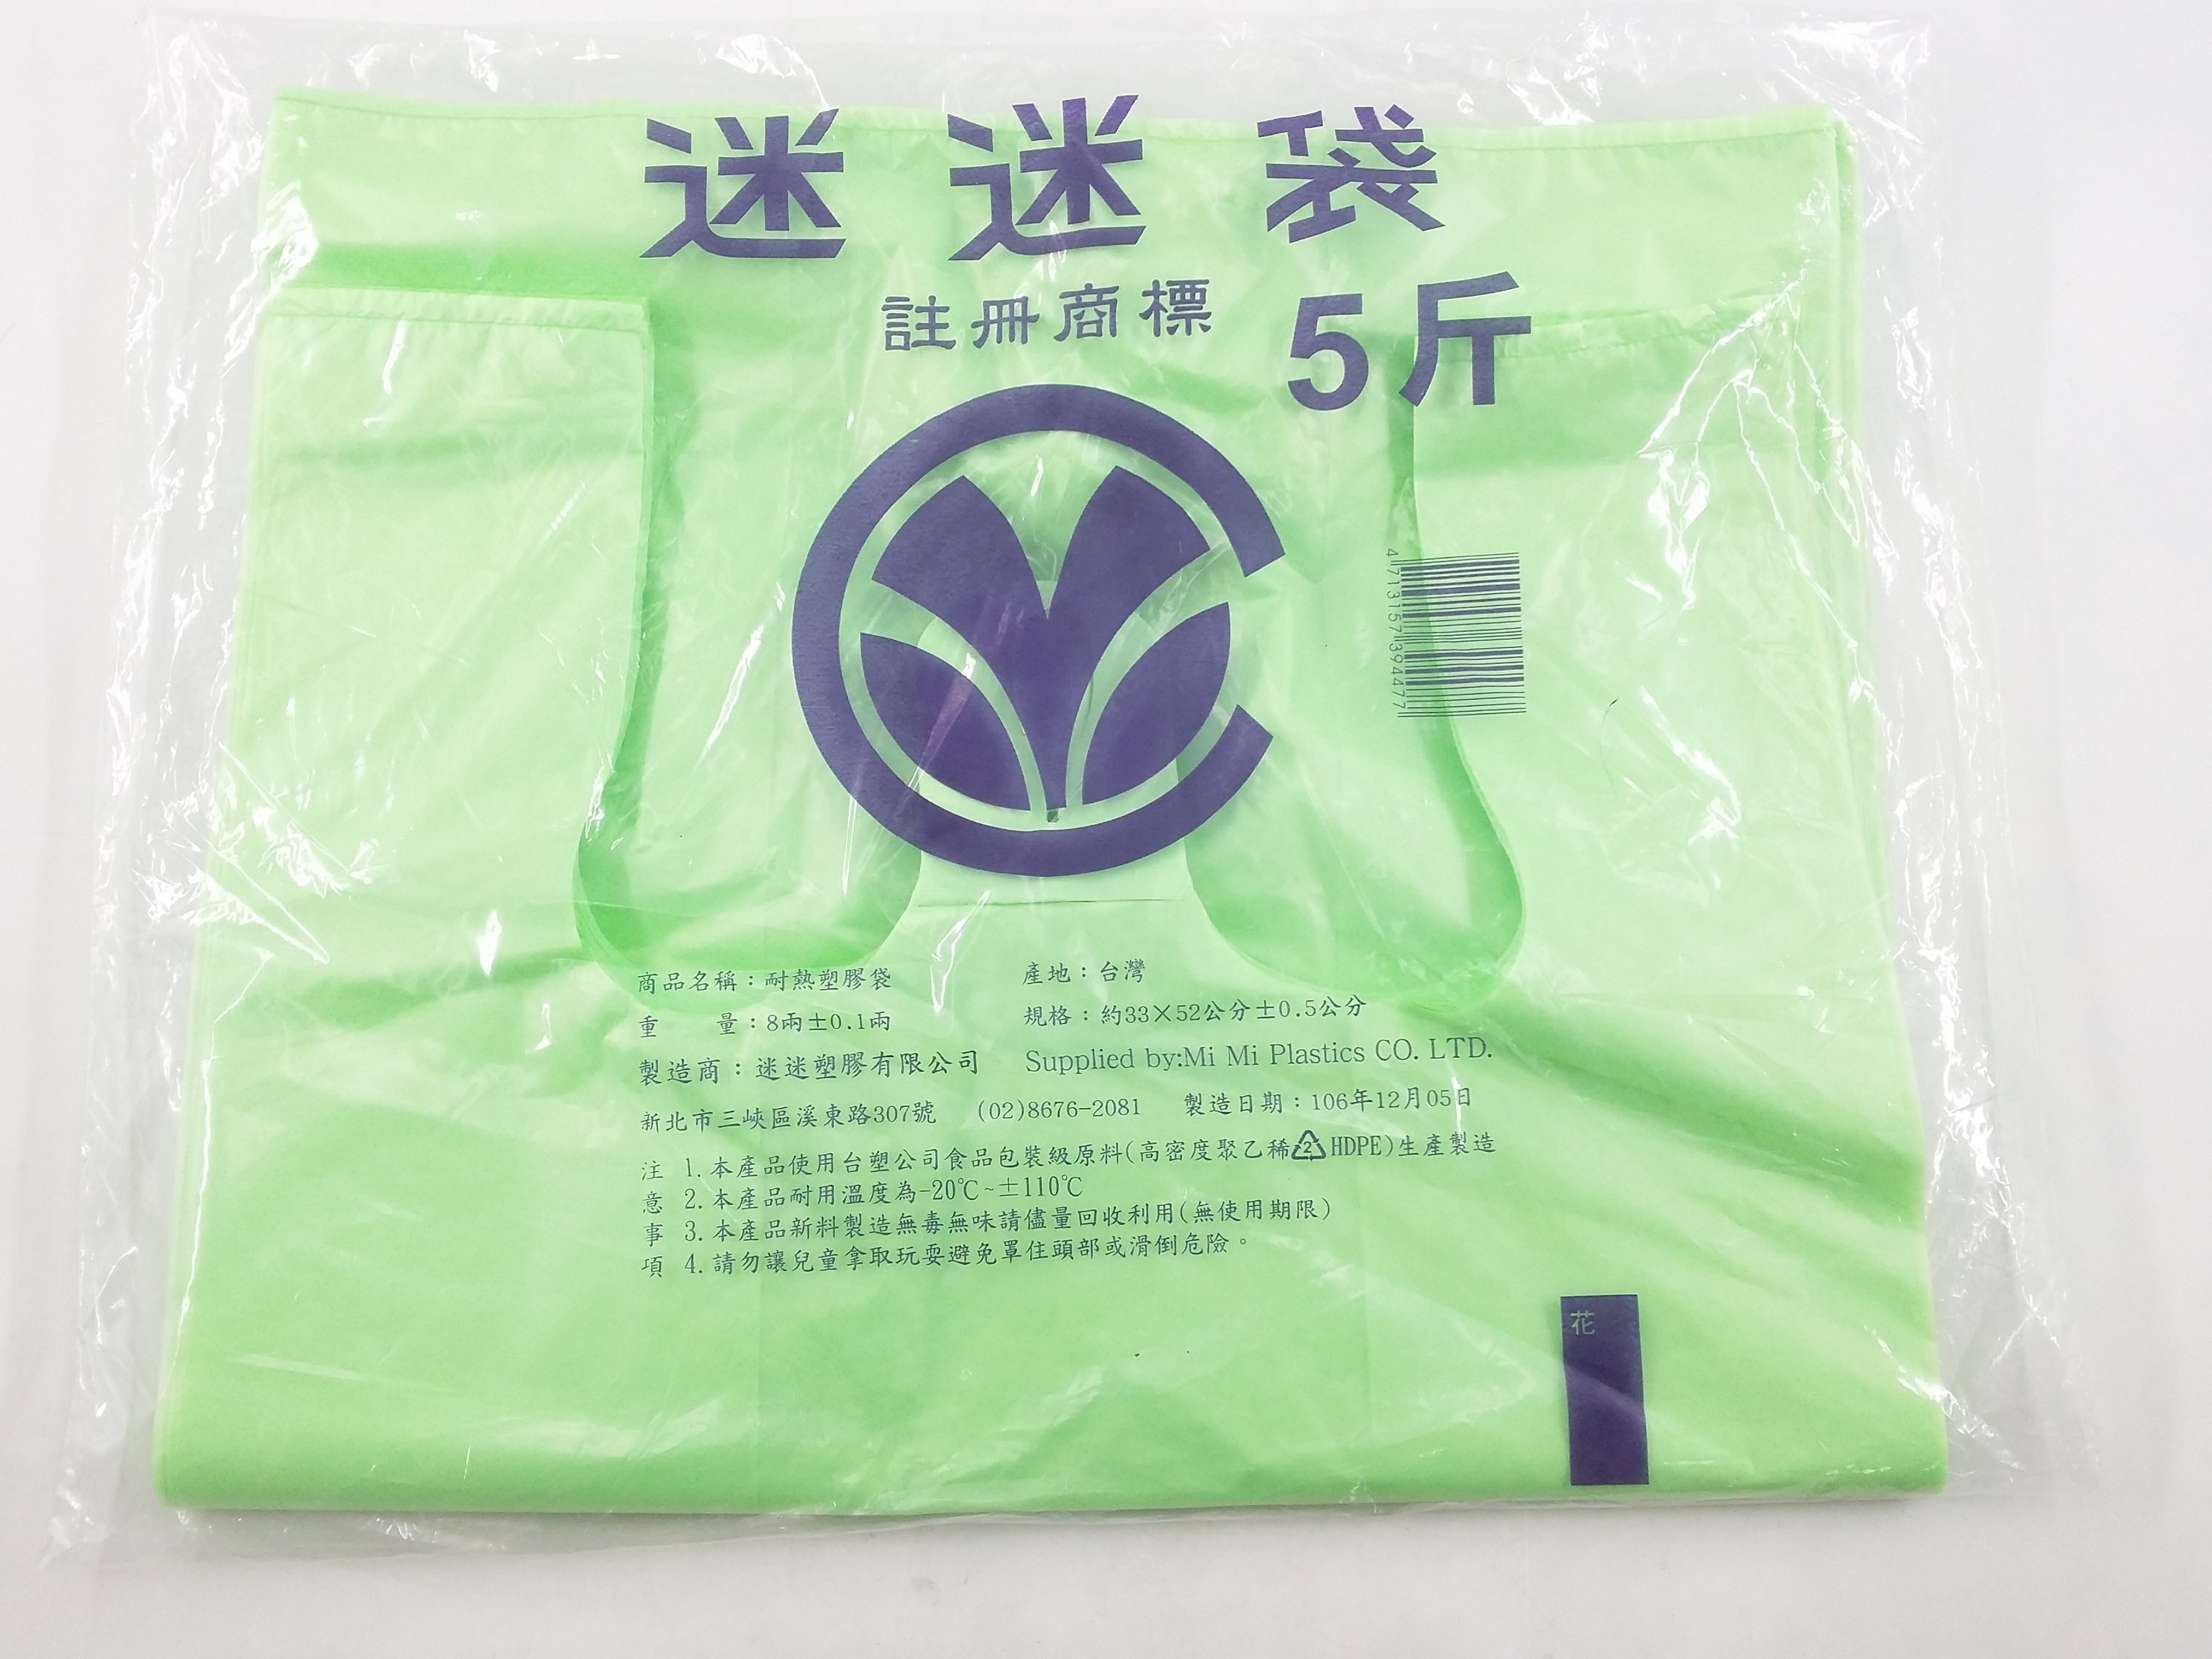 迷迷袋
註冊商標 5斤
4713157394477
商品名稱：耐熱塑膠袋 產地：台灣
重 量：8兩±0.1兩 規格：約33×52公分±0.5公分
製造商：迷迷塑膠有限公司 Supplied by:Mi Mi Plastics CO. LTD.
新北市三峽區溪東路307號 (02)8676-2081 製造日期：106年12月05日
注意事項
1.本產品使用台塑公司食品包裝級原料(高密度聚乙稀2HDPE)生產製造
2.本產品耐用溫度為-20℃~±110℃
3.本產品新料製造無毒無味請儘量回收利用(無使用期限)
4.請勿讓兒童拿取玩耍避免罩住頭部或滑倒危險。
花